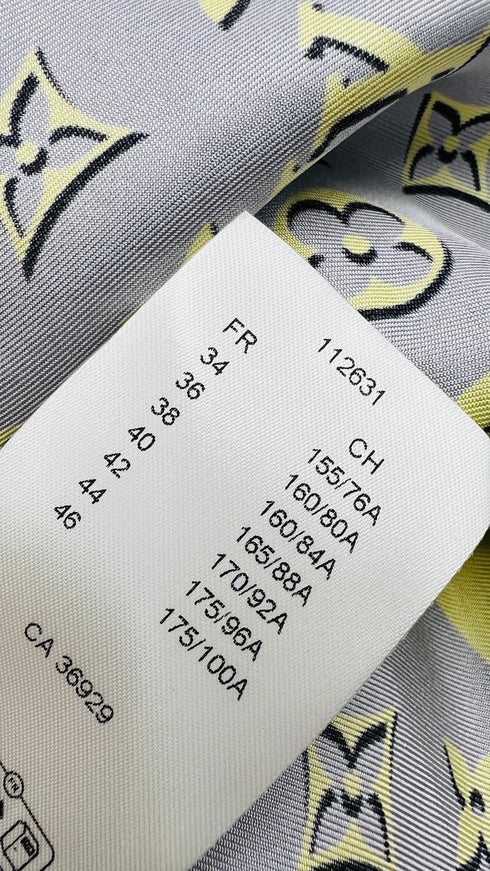 112631
FR CH
34 155/76A
36 160/80A
38 160/84A
40 165/88A
42 170/92A
44 175/96A
46 175/100A
CA 36929